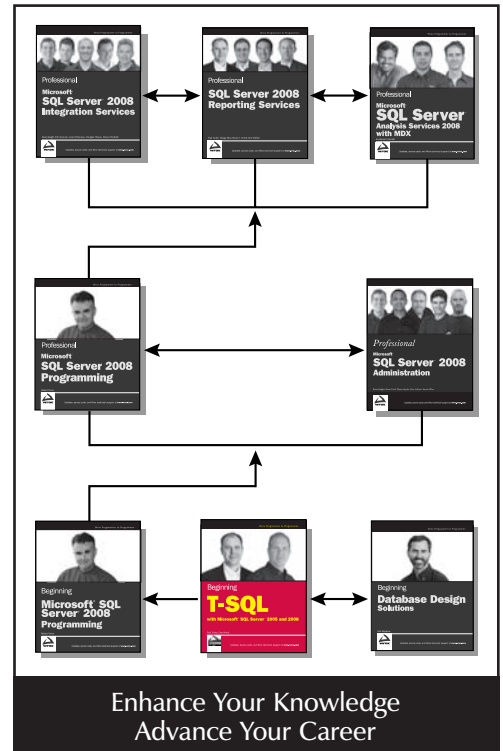 Professional
Microsoft
SQL Server 2008
Integration Services
Professional
SQL Server 2008
Reporting Services
Professional
Microsoft
SQL Server
Analysis Services 2008
with MDX
Professional
Microsoft
SQL Server 2008
Programming
Professional
Microsoft
SQL Server 2008
Administration
Beginning
Microsoft® SQL
Server® 2008
Programming
Beginning
T-SQL
with Microsoft® SQL Server® 2005 and 2008
Beginning
Database Design
Solutions
Enhance Your Knowledge
Advance Your Career